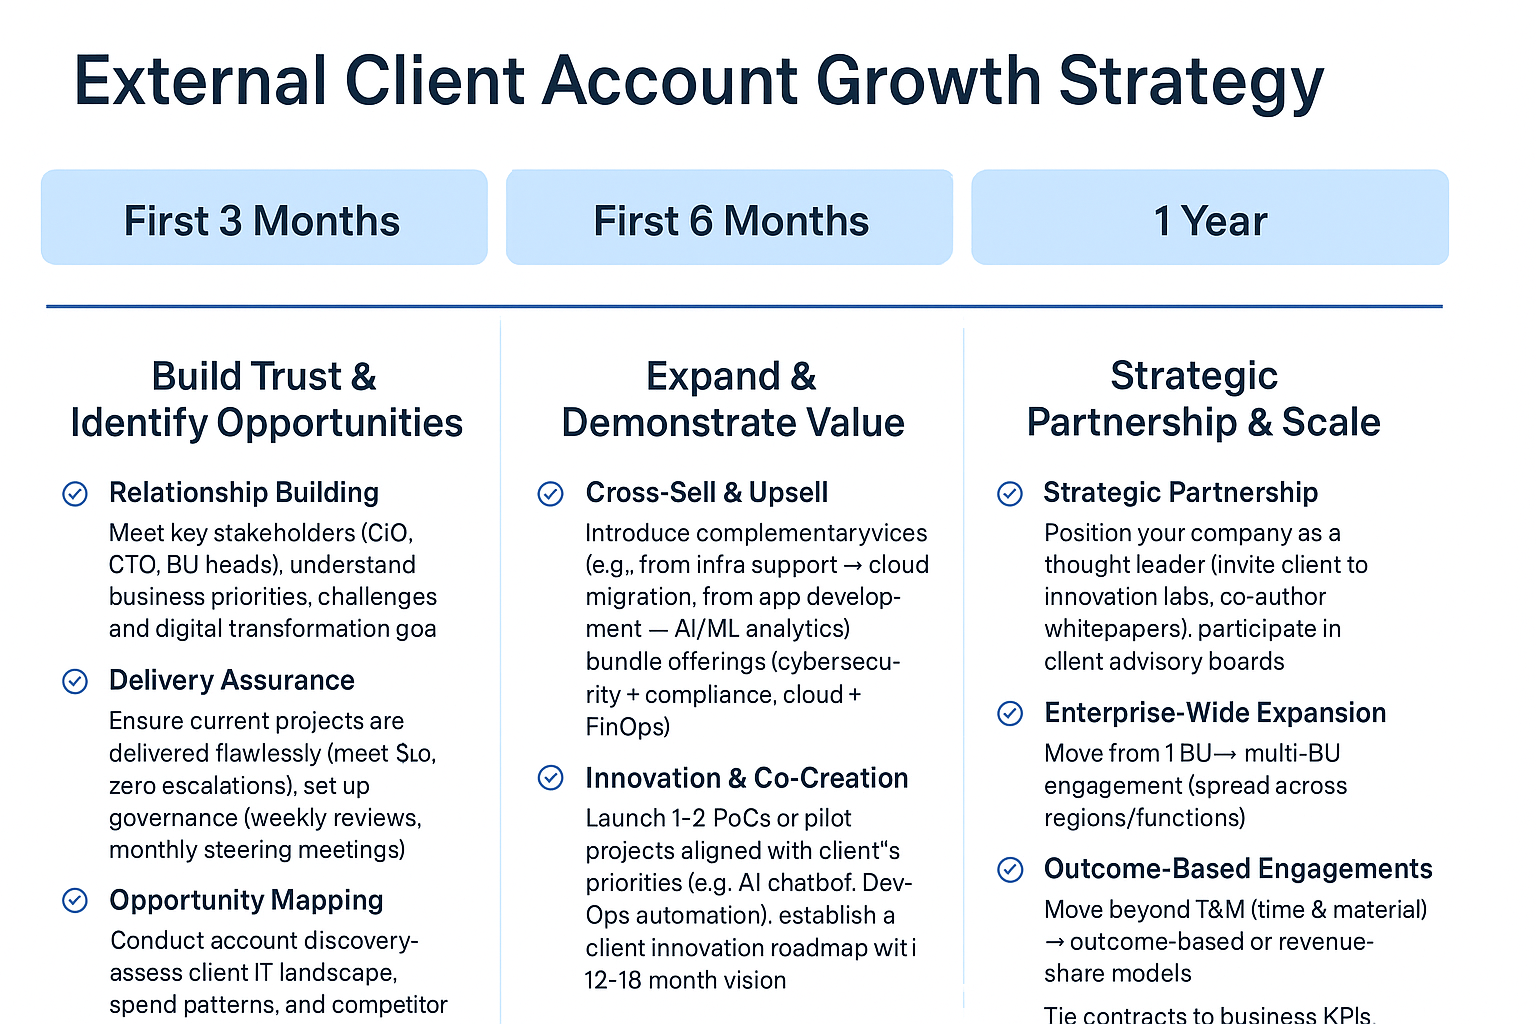 External Client Account Growth Strategy
First 3 Months
First 6 Months
1 Year
Build Trust &
Identify Opportunities
Relationship Building
Meet key stakeholders (CiO,
CTO, BU heads), understand
business priorities, challenges
and digital transformation goa
Delivery Assurance
Ensure current projects are
delivered flawlessly (meet $LO,
zero escalations), set up
governance (weekly reviews,
monthly steering meetings)
Opportunity Mapping
Conduct account discovery-
assess client IT landscape,
spend patterns, and competitor
Expand &
Demonstrate Value
Cross-Sell & Upsell
Introduce complementaryvices
(e.g,, from infra support → cloud
migration, from app develop-
ment — AI/ML analytics)
bundle offerings (cybersecu-
rity + compliance, cloud +
FinOps)
Innovation & Co-Creation
Launch 1-2 PoCs or pilot
projects aligned with client"s
priorities (e.g. AI chatbof. Dev-
Ops automation). establish a
client innovation roadmap wit i
12-18 month vision
Strategic
Partnership & Scale
Strategic Partnership
Position your company as a
thought leader (invite client to
innovation labs, co-author
whitepapers). participate in
cllent advisory boards
Enterprise-Wide Expansion
Move from 1 BU→ multi-BU
engagement (spread across
regions/functions)
Outcome-Based Engagements
Move beyond T&M (time & material)
→ outcome-based or revenue-
share models
Tie contracts to business KPIs.